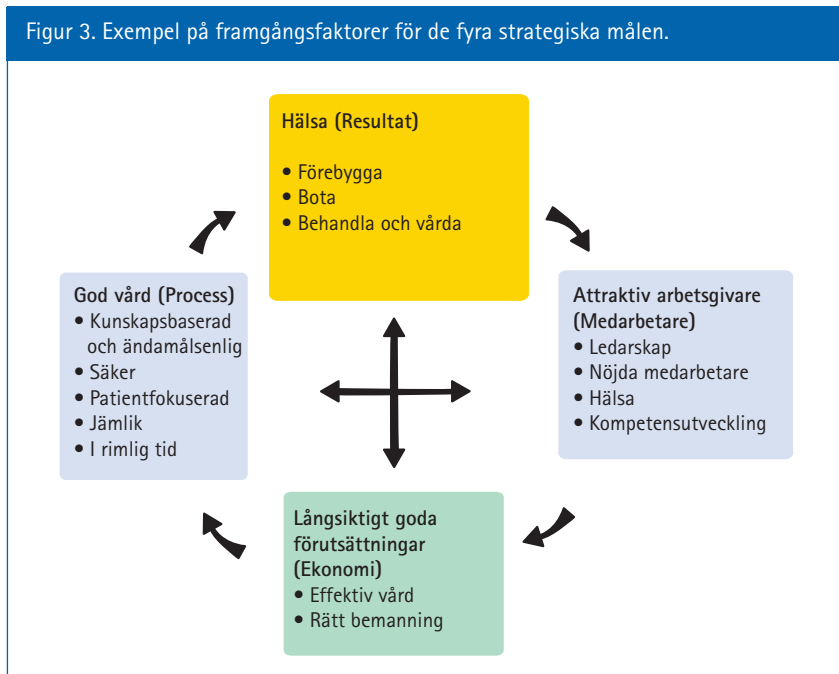 Figur 3. Exempel på framgångsfaktorer för de fyra strategiska målen.
Hälsa (Resultat)
• Förebygga
• Bota
• Behandla och vårda
God vård (Process)
• Kunskapsbaserad
och ändamålsenlig
• Säker
• Patientfokuserad
• Jämlik
• I rimlig tid
Attraktiv arbetsgivare
(Medarbetare)
• Ledarskap
• Nöjda medarbetare
• Hälsa
• Kompetensutveckling
Långsiktigt goda
förutsättningar
(Ekonomi)
• Effektiv vård
• Rätt bemanning